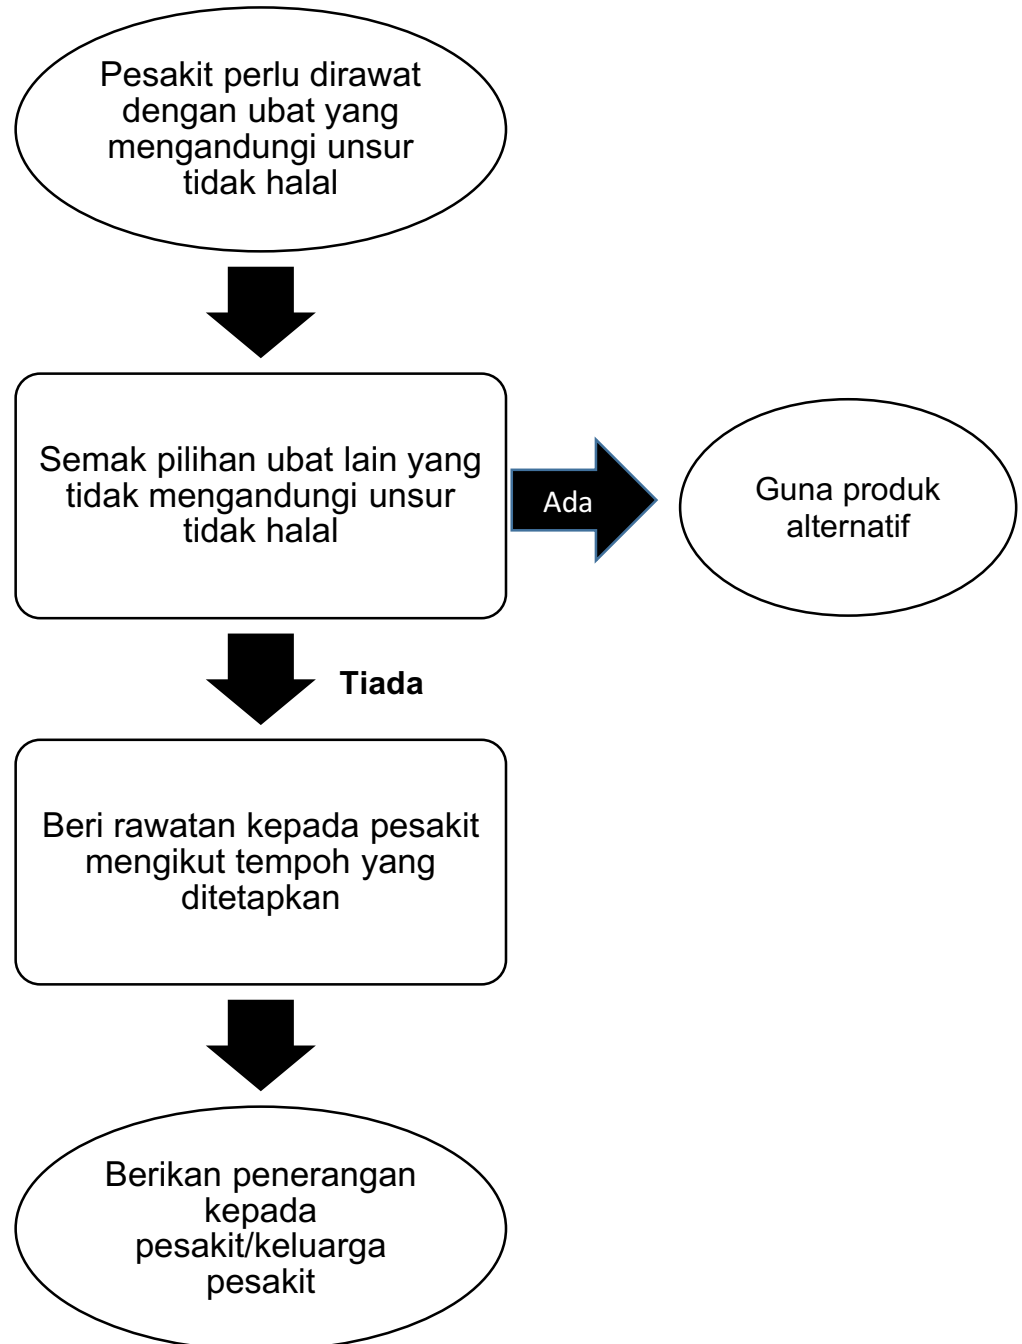 Pesakit perlu dirawat
dengan ubat yang
mengandungi unsur
tidak halal
Semak pilihan ubat lain yang
tidak mengandungi unsur
tidak halal
Ada
Guna produk
alternatif
Tiada
Beri rawatan kepada pesakit
mengikut tempoh yang
ditetapkan
Berikan penerangan
kepada
pesakit/keluarga
pesakit